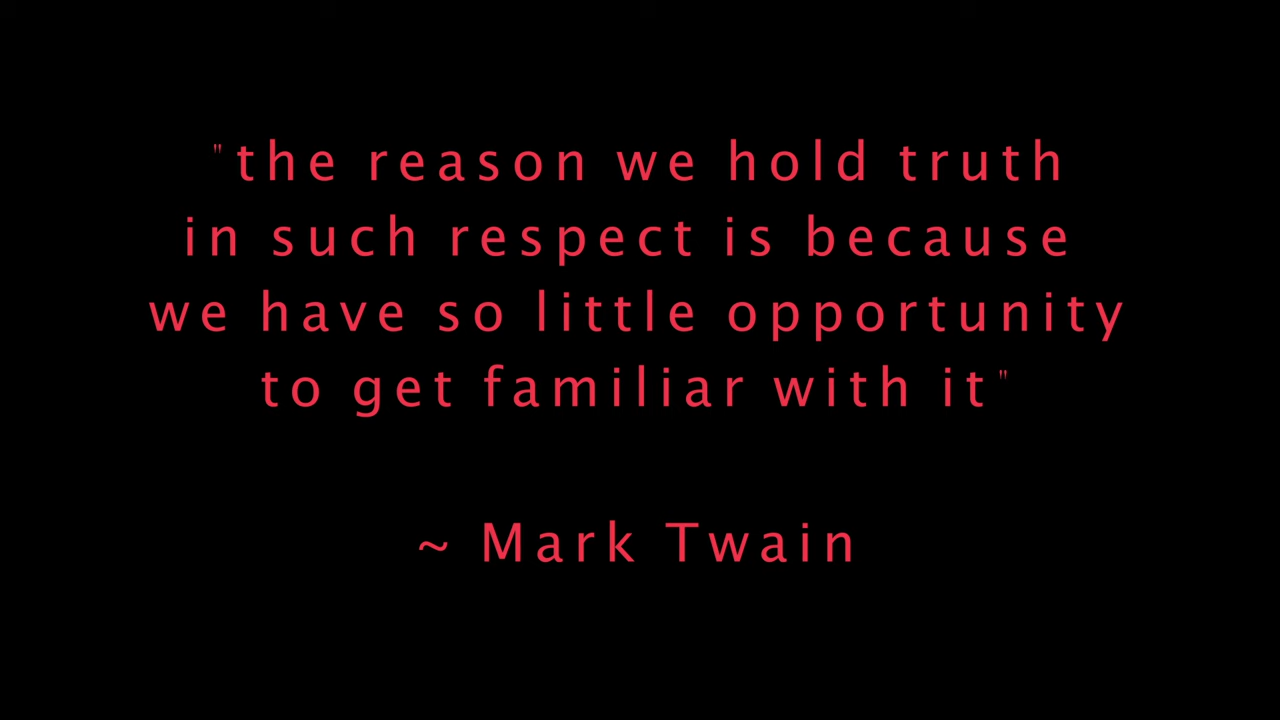 "the reason we hold truth
in such respect is because
we have so little opportunity
to get familiar with it"
~ Mark Twain